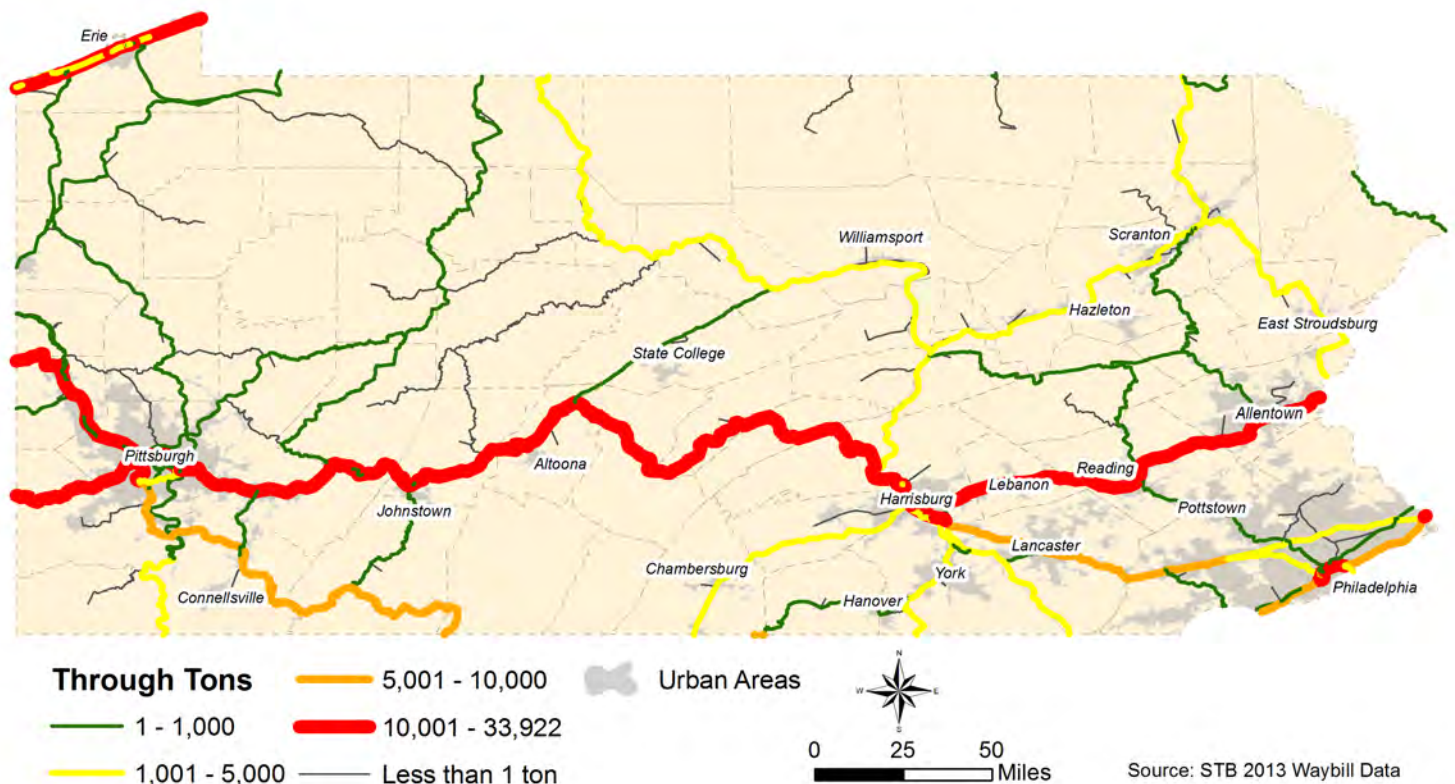 Erie
Williamsport
Scranton
Hazleton
East Stroudsburg
State College
Allentown
Pittsburgh
Altoona
Reading
Lebanon
Harrisburg
Johnstown
Pottstown
Lancaster
Chambersburg
York
Connellsville
Hanover
Philadelphia
Through Tons
5,001 - 10,000
Urban Areas
N
W
E
S
1 - 1,000
10,001 - 33,922
0 25 50
Miles
1,001 - 5,000
Less than 1 ton
Source: STB 2013 Waybill Data